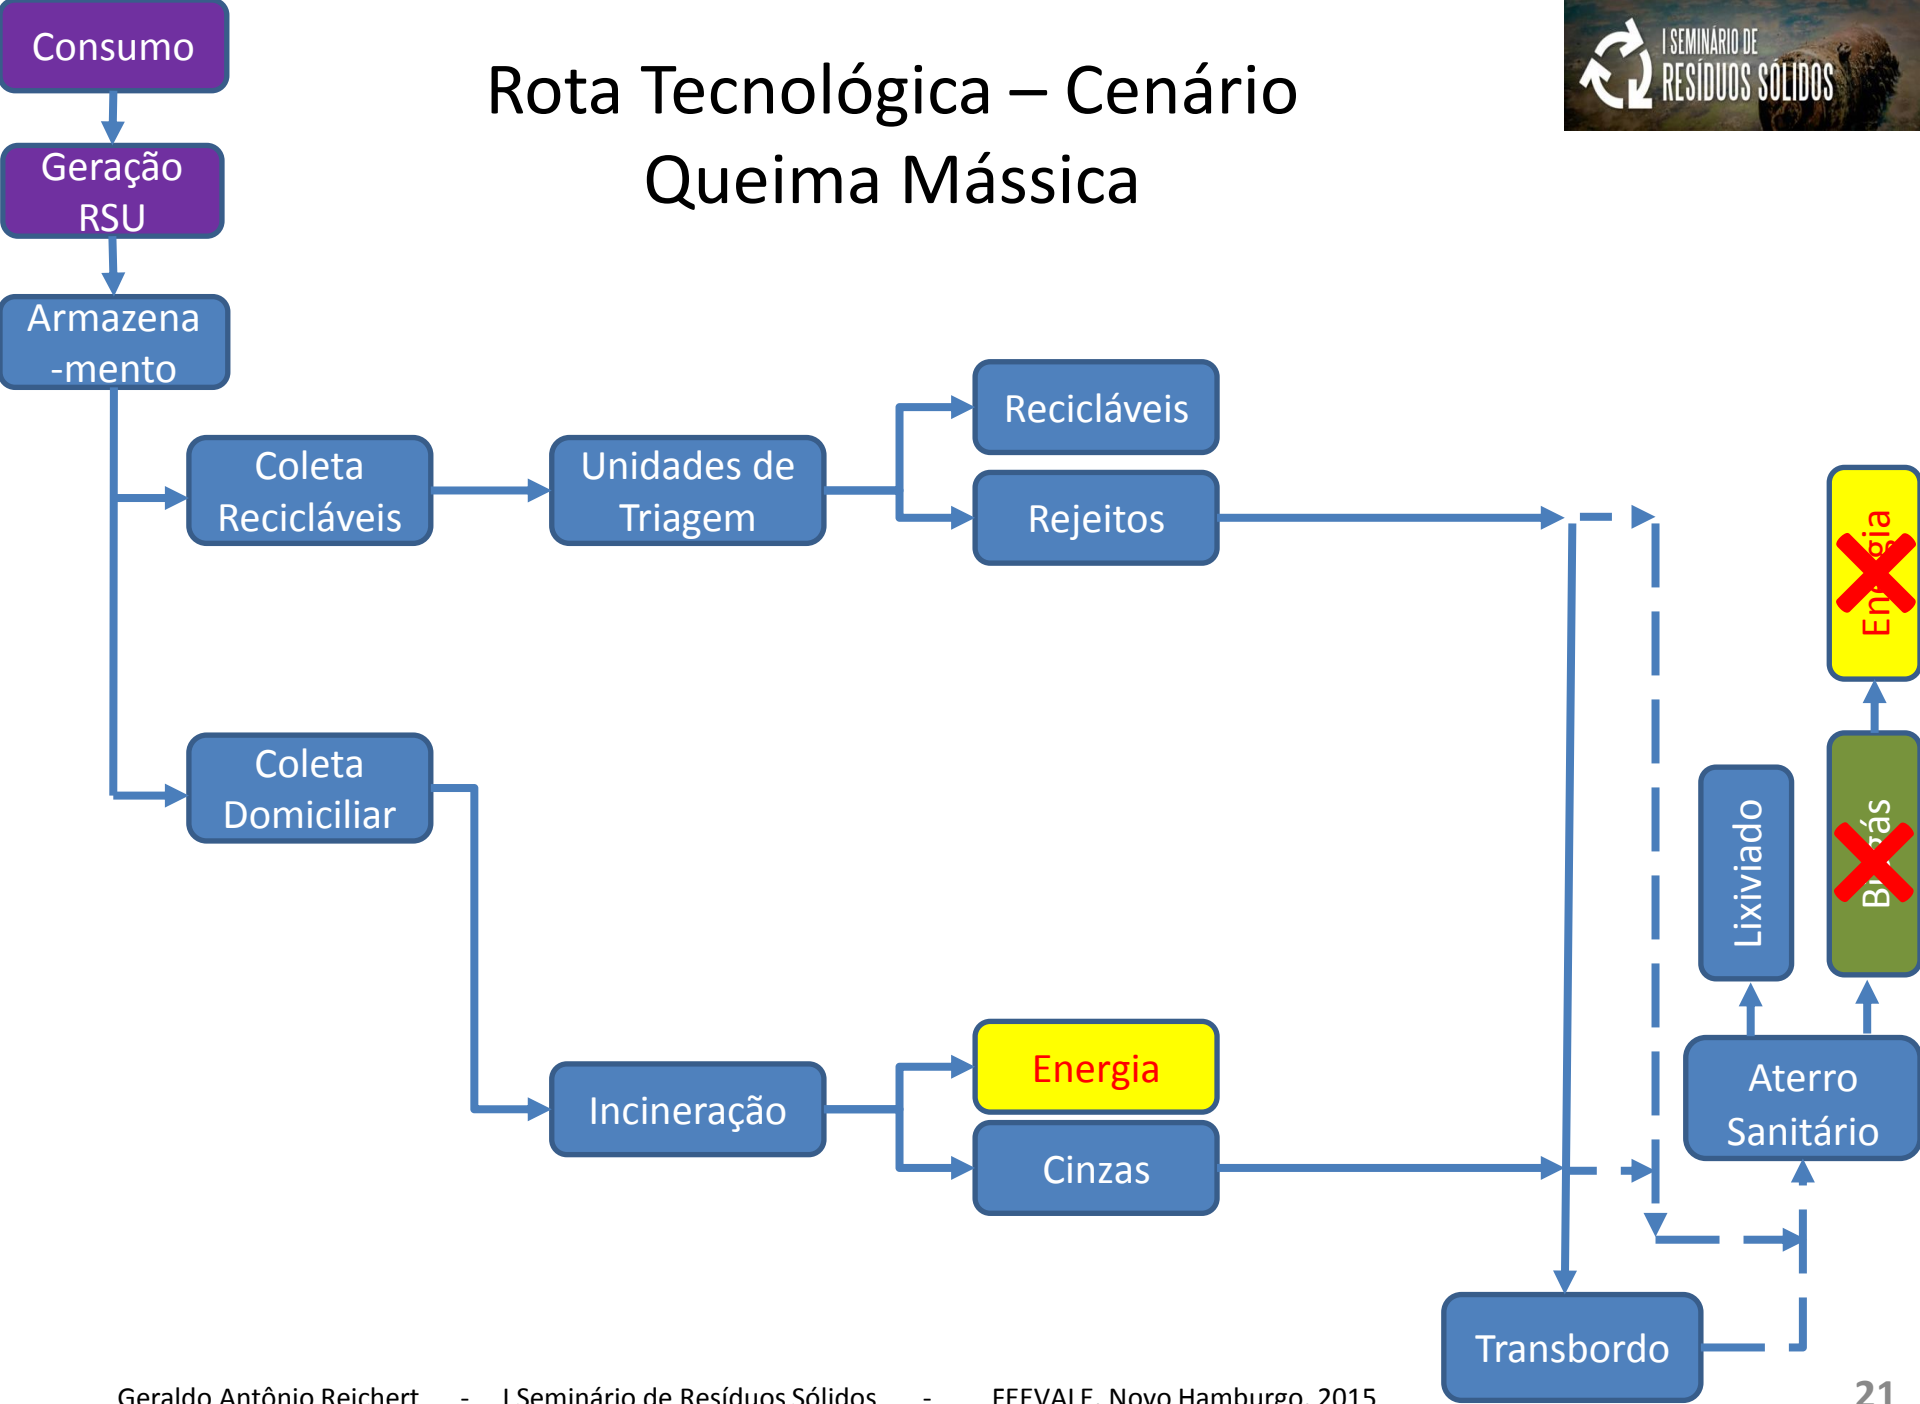 Consumo
I SEMINÁRIO DE
RESÍDUOS SÓLIDOS
Rota Tecnológica – Cenário
Queima Mássica
Geração
RSU
Armazena
-mento
Recicláveis
Coleta
Recicláveis
Unidades de
Triagem
Rejeitos
Energia
Coleta
Domiciliar
Lixiviado
Biogás
Energia
Incineração
Cinzas
Aterro
Sanitário
Transbordo
Geraldo Antônio Reichert - I Seminário de Resíduos Sólidos - FEEVALE, Novo Hamburgo, 2015
21